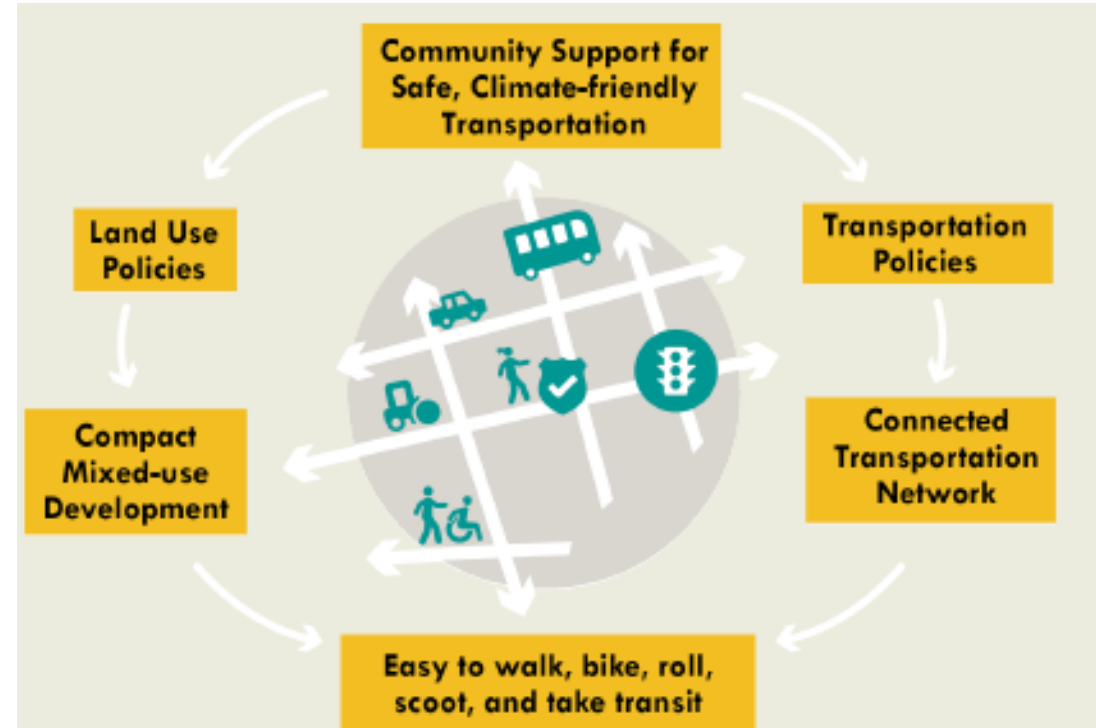 Community Support for
Safe, Climate-friendly
Transportation
Land Use
Policies
Transportation
Policies
Compact
Mixed-use
Development
Connected
Transportation
Network
Easy to walk, bike, roll,
scoot, and take transit